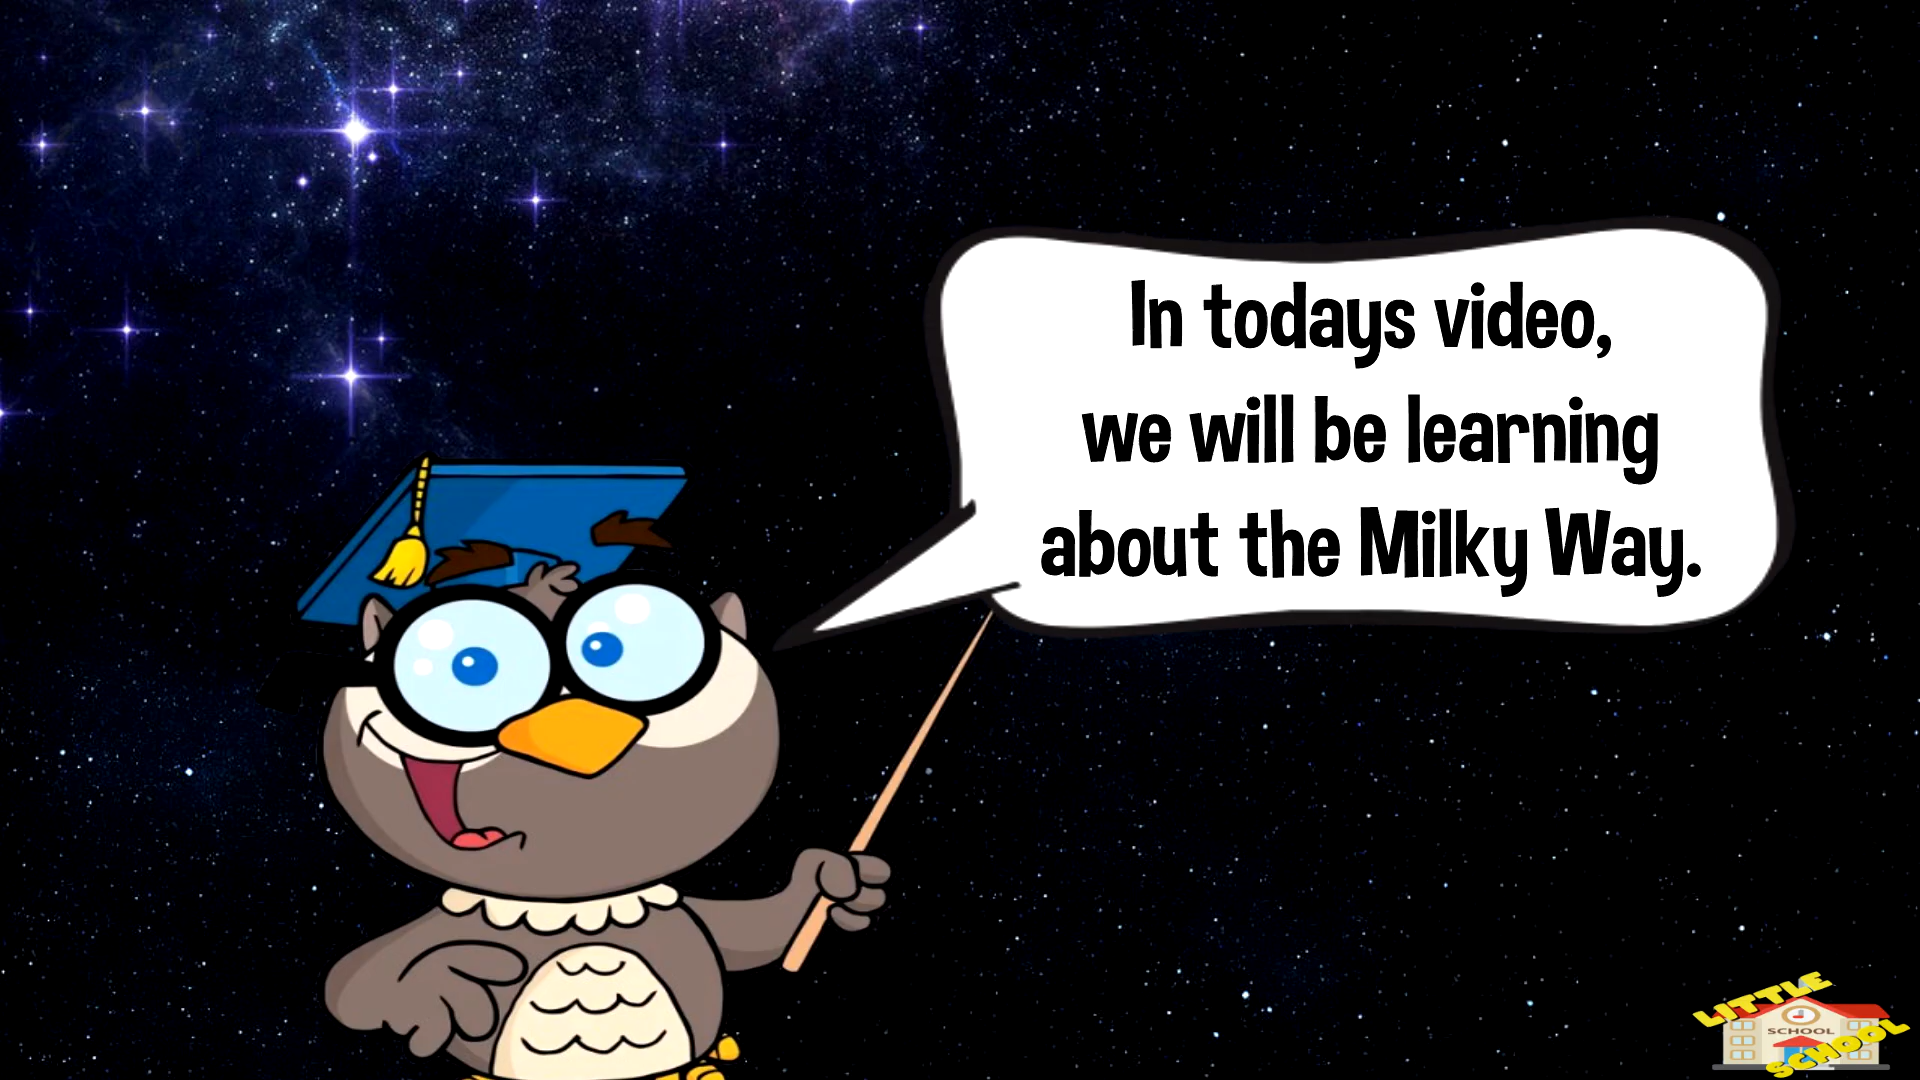 In todays video,
we will be learning
about the Milky Way.
LITTLE
SCHOOL
SCHOOL